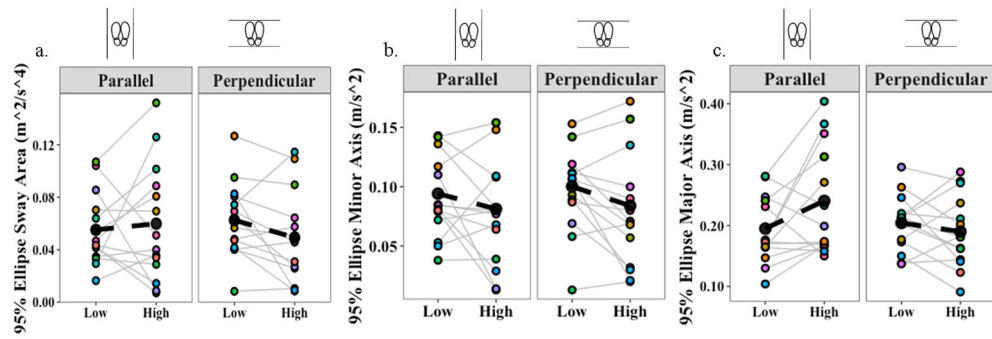 a.
95% Ellipse Sway Area (m^2/s^4)
Parallel
Perpendicular
0.12
0.08
0.04
0.00
Low
High
Low
High
b.
95% Ellipse Minor Axis (m/s^2)
Parallel
Perpendicular
0.15
0.10
0.05
Low
High
Low
High
c.
95% Ellipse Major Axis (m/s^2)
Parallel
Perpendicular
0.40
0.30
0.20
0.10
Low
High
Low
High